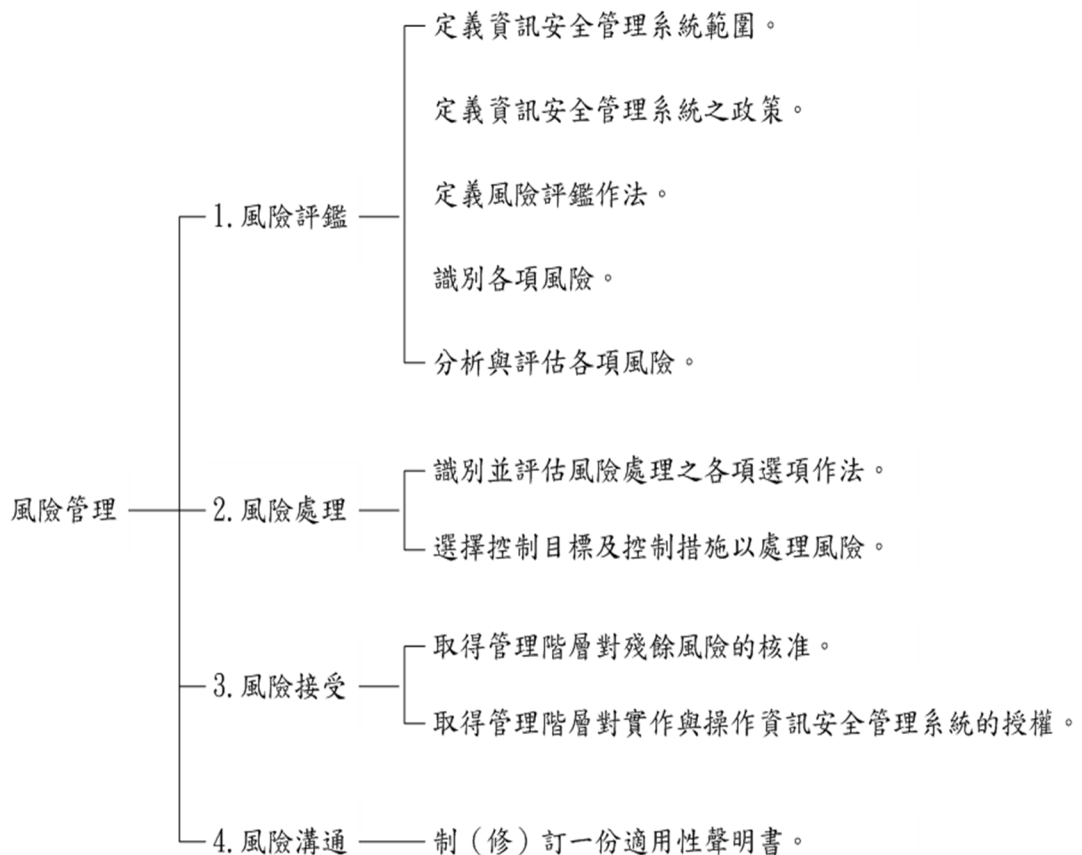 定義資訊安全管理系統範圍。
定義資訊安全管理系統之政策。
定義風險評鑑作法。
1.風險評鑑
識別各項風險。
分析與評估各項風險。
識別並評估風險處理之各項選項作法。
風險管理
2.風險處理
選擇控制目標及控制措施以處理風險。
取得管理階層對殘餘風險的核准。
3.風險接受
取得管理階層對實作與操作資訊安全管理系統的授權。
4.風險溝通
制（修）訂一份適用性聲明書。